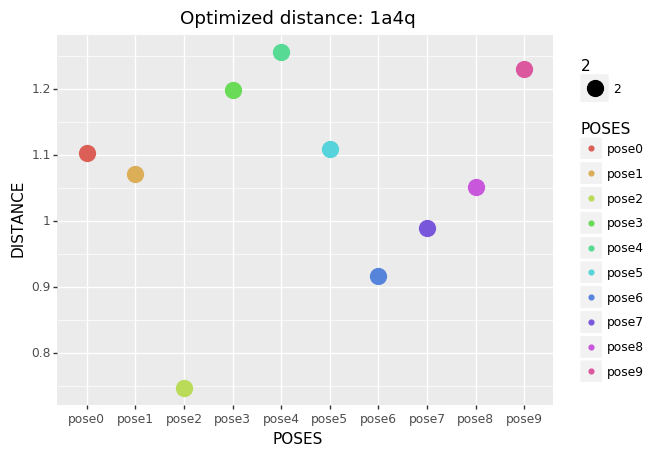 Optimized distance: 1a4q
1.2
1.1
1
0.9
0.8
DISTANCE
pose0 pose1 pose2 pose3 pose4 pose5 pose6 pose7 pose8 pose9
POSES
2
2
POSES
pose0
pose1
pose2
pose3
pose4
pose5
pose6
pose7
pose8
pose9